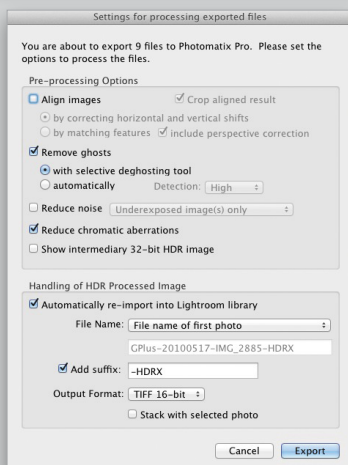 Settings for processing exported files
You are about to export 9 files to Photomatix Pro. Please set the
options to process the files.
Pre-processing Options
Align images
Crop aligned result
by correcting horizontal and vertical shifts
by matching features
include perspective correction
Remove ghosts
with selective deghosting tool
automatically
Detection: High
Reduce noise
Underexposed image(s) only
Reduce chromatic aberrations
Show intermediary 32-bit HDR image
Handling of HDR Processed Image
Automatically re-import into Lightroom library
File Name: File name of first photo
GPlus-20100517-IMG_2885-HDRX
Add suffix: -HDRX
Output Format: TIFF 16-bit
Stack with selected photo
Cancel Export